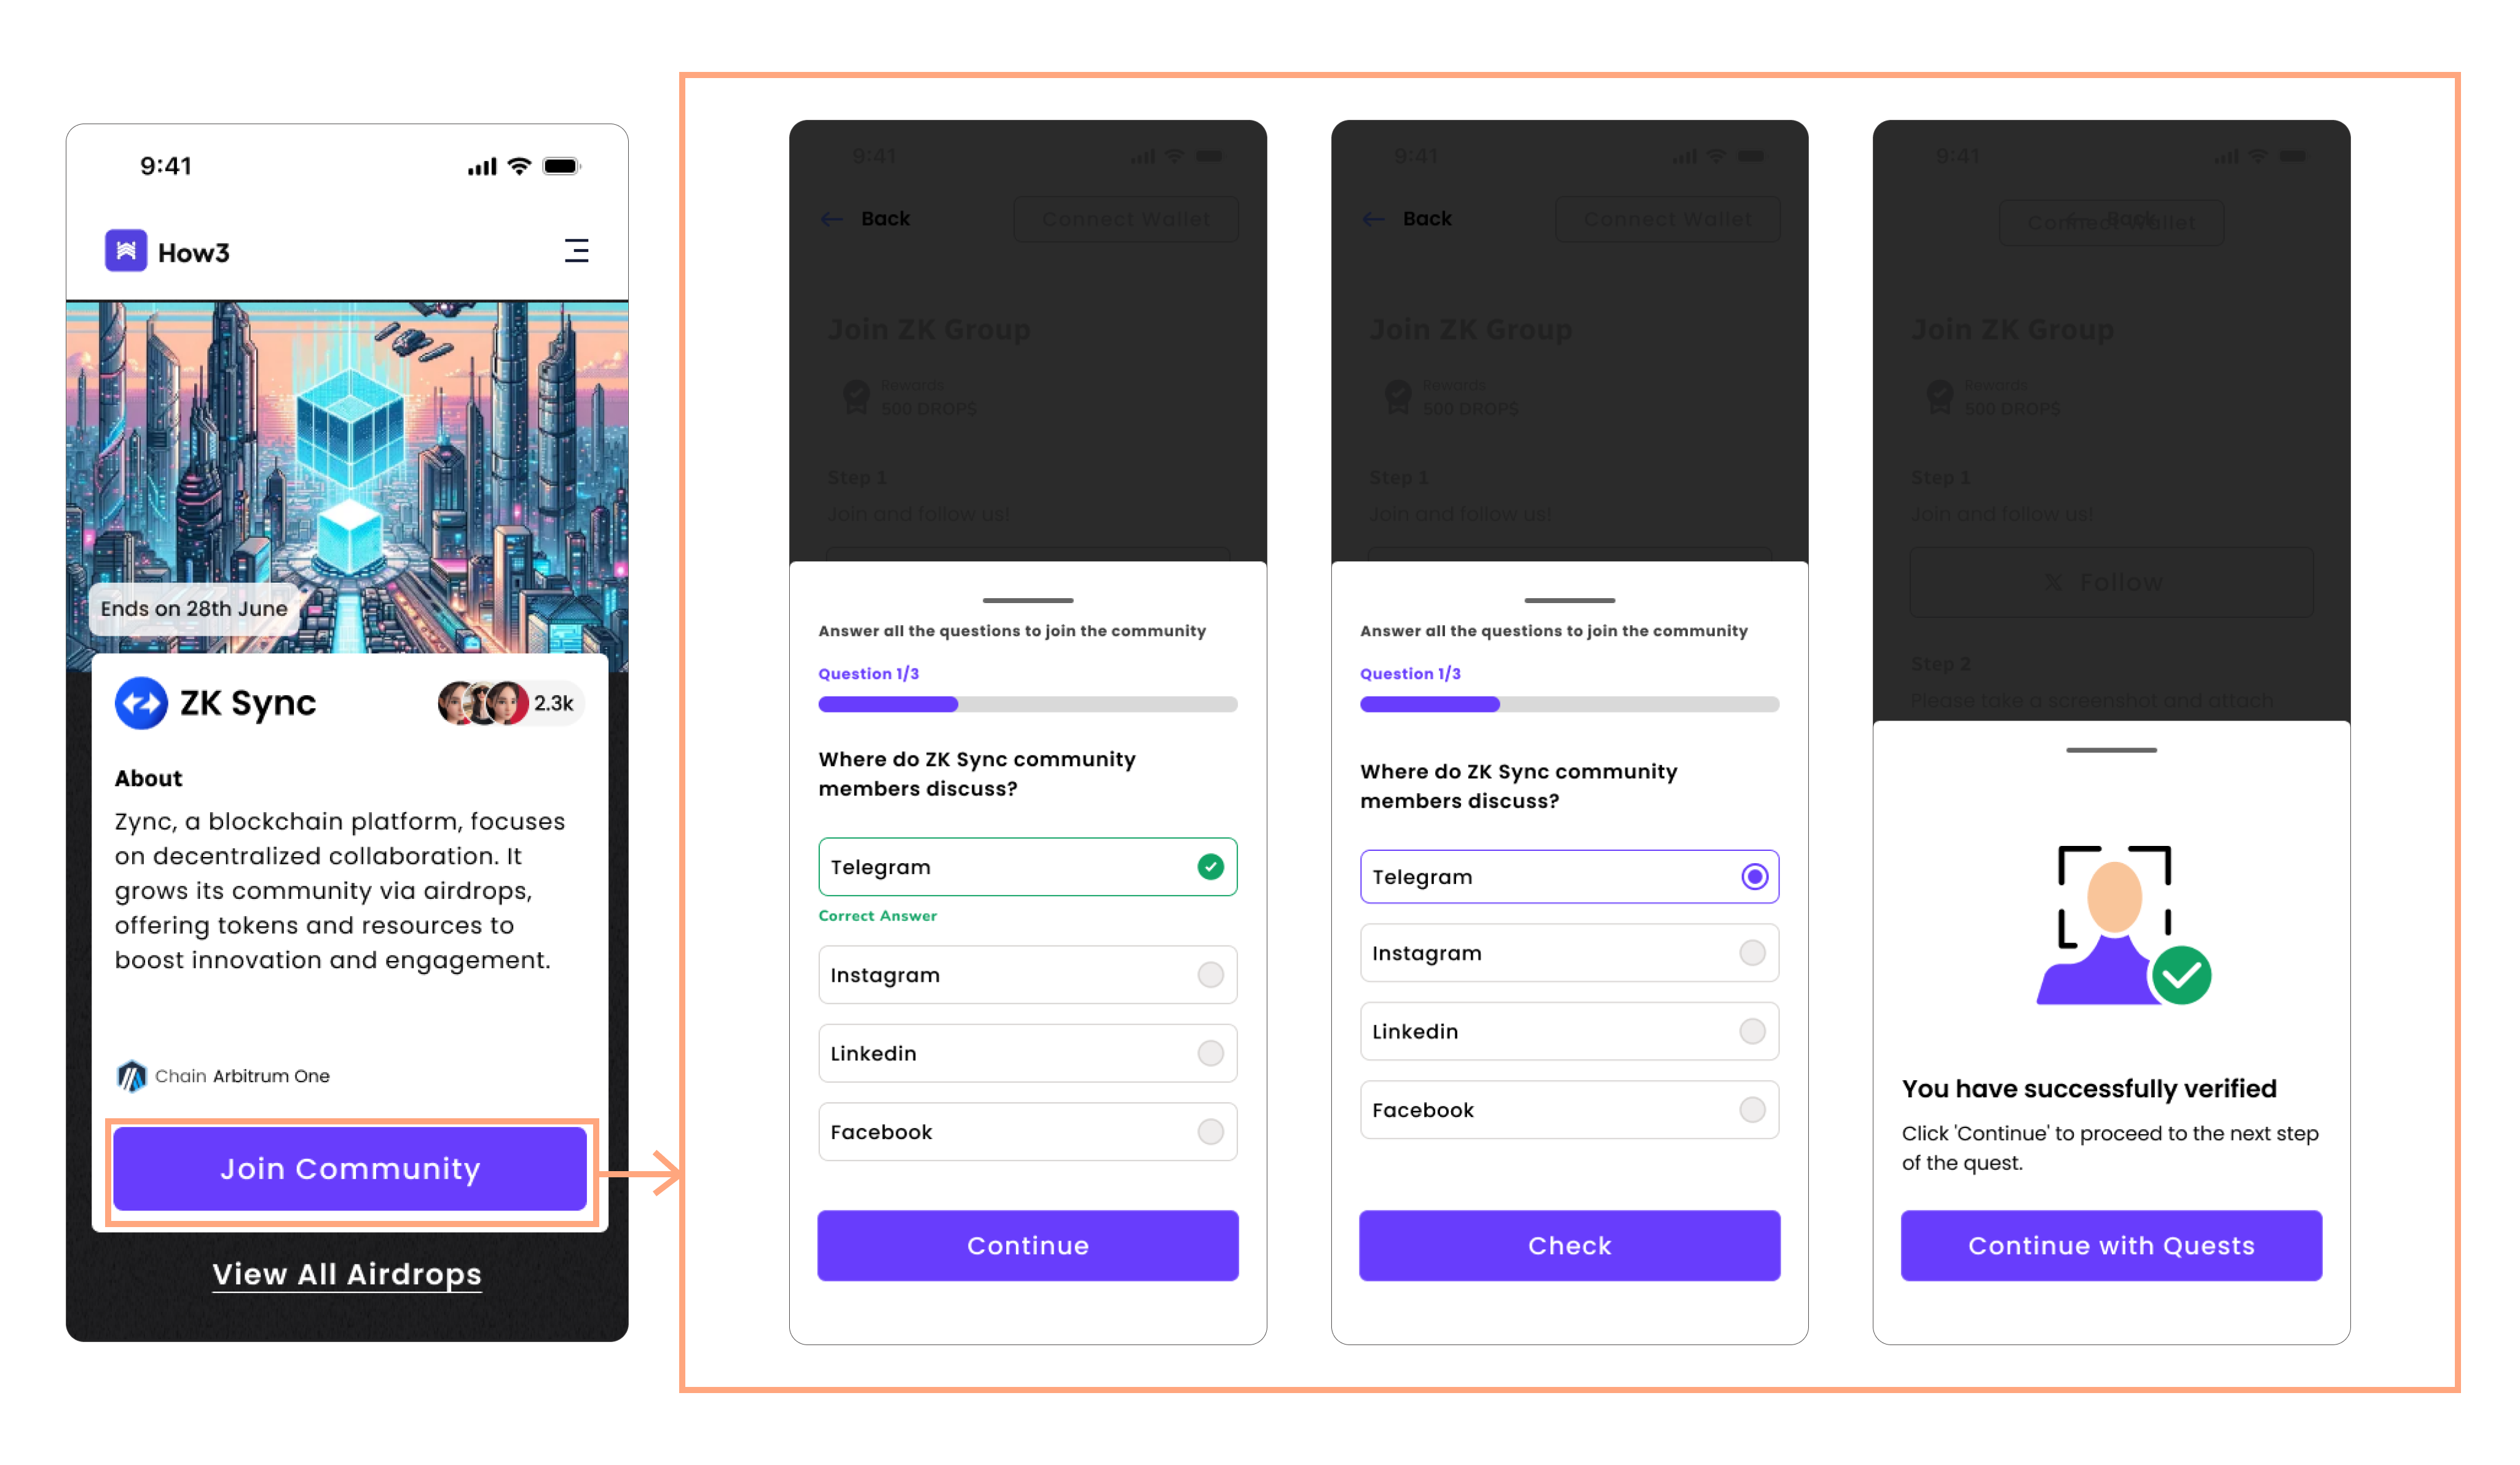 9:41
How3
Ends on 28th June
ZK Sync
2.3k
About
Zync, a blockchain platform, focuses
on decentralized collaboration. It
grows its community via airdrops,
offering tokens and resources to
boost innovation and engagement.
Chain Arbitrum One
Join Community
View All Airdrops
9:41
Back
Connect Wallet
Join ZK Group
Rewards
500 DROP$
Step 1
Join and follow us!
Answer all the questions to join the community
Question 1/3
Where do ZK Sync community
members discuss?
Telegram
Correct Answer
Instagram
Linkedin
Facebook
Continue
9:41
Back
Connect Wallet
Join ZK Group
Rewards
500 DROP$
Step 1
Join and follow us!
Answer all the questions to join the community
Question 1/3
Where do ZK Sync community
members discuss?
Telegram
Instagram
Linkedin
Facebook
Check
9:41
Connect Wallet
Back
Join ZK Group
Rewards
500 DROP$
Step 1
Join and follow us!
X Follow
Step 2
Please take a screenshot and attach
You have successfully verified
Click 'Continue' to proceed to the next step
of the quest.
Continue with Quests